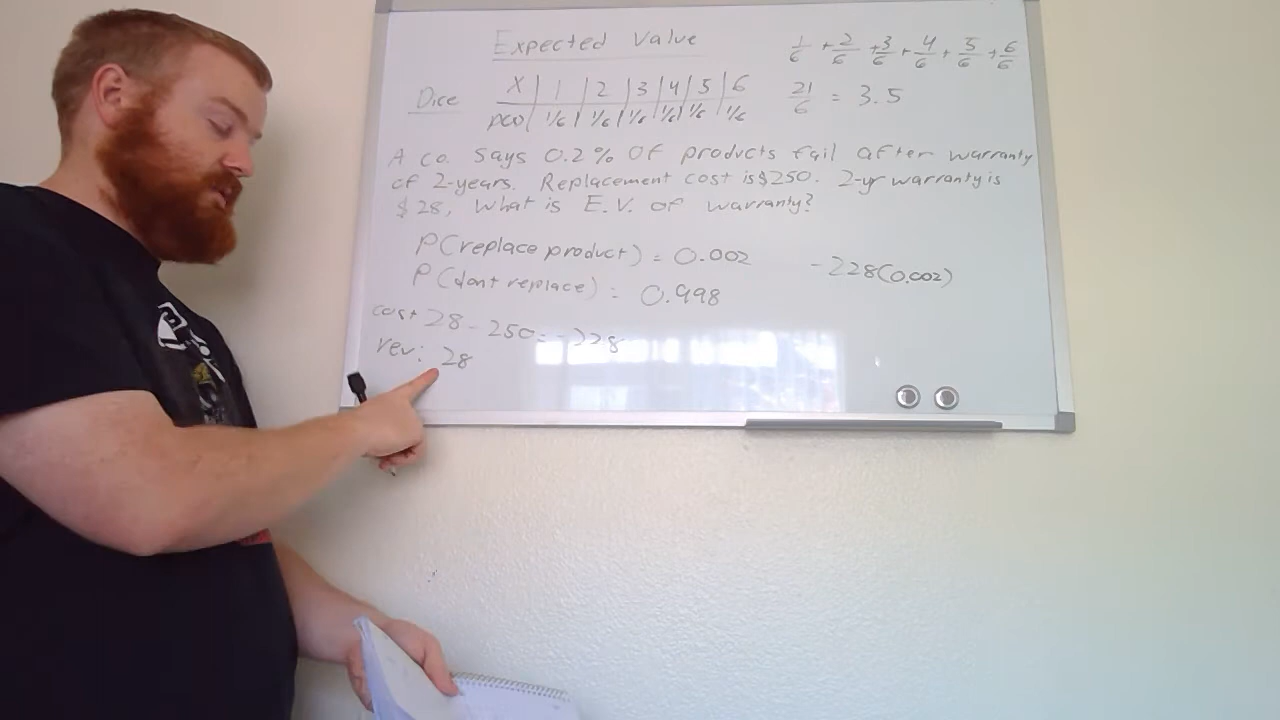 Expected Value
1/6 + 2/6 + 3/6 + 4/6 + 5/6 + 6/6
Dice
X | 1 | 2 | 3 | 4 | 5 | 6
p(x) | 1/6 | 1/6 | 1/6 | 1/6 | 1/6 | 1/6
21/6 = 3.5
A co. says 0.2% of products fail after warranty
of 2-years. Replacement cost is $250. 2-yr warranty is
$28, what is E.V. of warranty?
P(replace product) = 0.002
-228(0.002)
P(dont replace) = 0.998
cost 28 - 250 = -228
rev: 28